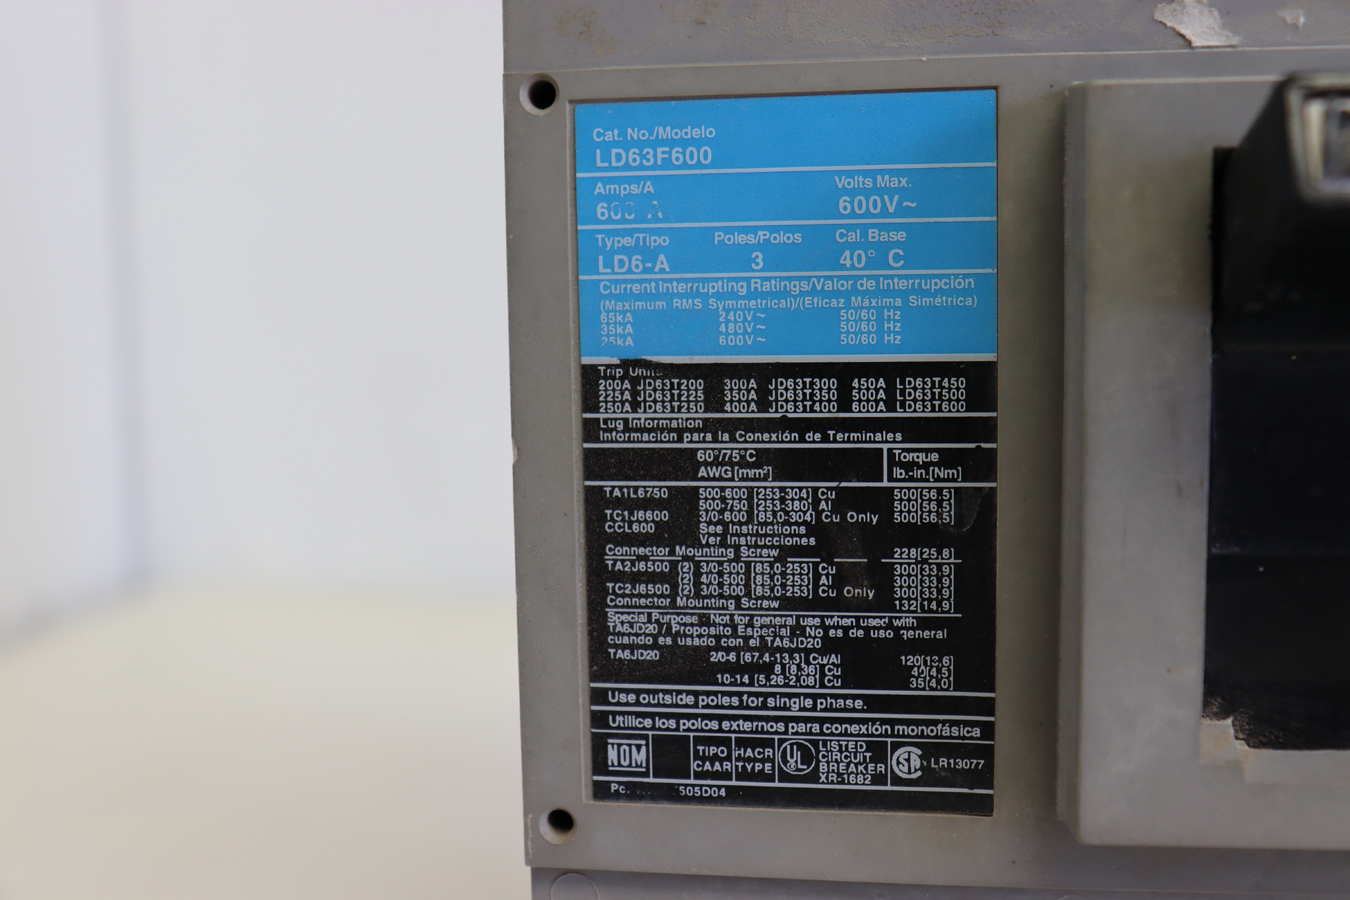 Cat. No./Modelo
LD63F600
Amps/A Volts Max.
600 A 600V~
Type/Tipo Poles/Polos Cal. Base
LD6-A 3 40° C
Current Interrupting Ratings/Valor de Interrupción
(Maximum RMS Symmetrical)/(Eficaz Máxima Simétrica)
65kA 240V~ 50/60 Hz
35kA 480V~ 50/60 Hz
25kA 600V~ 50/60 Hz
Trip Units
200A JD63T200 300A JD63T300 450A LD63T450
225A JD63T225 350A JD63T350 500A LD63T500
250A JD63T250 400A JD63T400 600A LD63T600
Lug Information
Información para la Conexión de Terminales
60°/75°C Torque
AWG [mm²] lb.-in.[Nm]
TA1L6750 500-600 [253-304] Cu 500[56,5]
500-750 [253-380] Al 500[56,5]
TC1J6600 3/0-600 [85,0-304] Cu Only 500[56,5]
CCL600 See Instructions
Ver Instrucciones
Connector Mounting Screw 228[25,8]
TA2J6500 (2) 3/0-500 [85,0-253] Cu 300[33,9]
(2) 4/0-500 [85,0-253] Al 300[33,9]
TC2J6500 (2) 3/0-500 [85,0-253] Cu Only 300[33,9]
Connector Mounting Screw 132[14,9]
Special Purpose - Not for general use when used with
TA6JD20 / Proposito Especial - No es de uso general
cuando es usado con el TA6JD20
TA6JD20 2/0-6 [67,4-13,3] Cu/Al 120[13,6]
8 [8,36] Cu 40[4,5]
10-14 [5,26-2,08] Cu 35[4,0]
Use outside poles for single phase.
Utilice los polos externos para conexión monofásica
NOM TIPO CAAR HACR TYPE UL LISTED
CIRCUIT
BREAKER
XR-1682 SA LR13077
Pc. 505D04